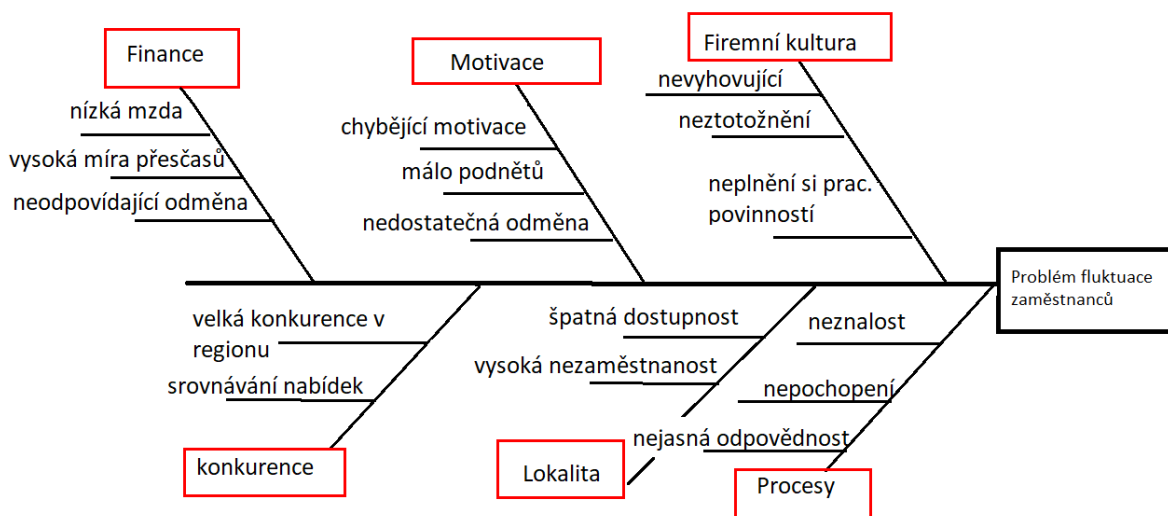 Finance
nízká mzda
vysoká míra přesčasů
neodpovídající odměna
Motivace
chybějící motivace
málo podnětů
nedostatečná odměna
Firemní kultura
nevyhovující
neztotožnění
neplnění si prac.
povinností
Problém fluktuace
zaměstnanců
velká konkurence v
regionu
srovnávání nabídek
konkurence
špatná dostupnost
vysoká nezaměstnanost
Lokalita
neznalost
nepochopení
nejasná odpovědnost
Procesy